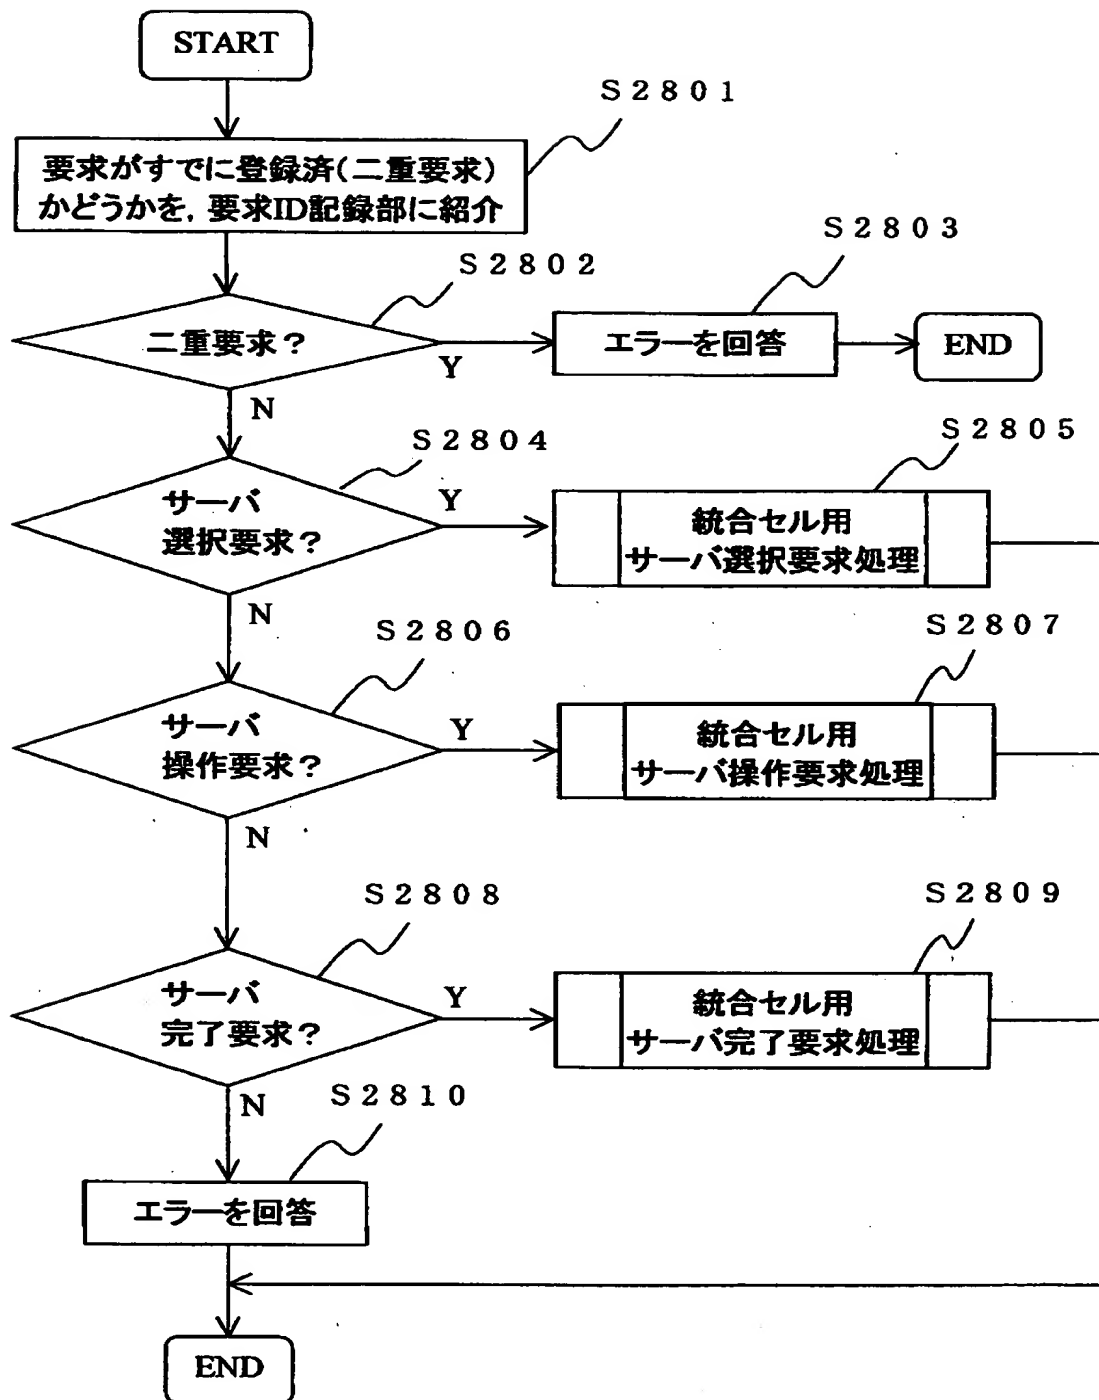 START
S2801
要求がすでに登録済(二重要求)
かどうかを,要求ID記録部に紹介
S2802
S2803
二重要求?
Y
エラーを回答
END
N
S2804
S2805
サーバ
選択要求?
Y
統合セル用
サーバ選択要求処理
N
S2806
S2807
サーバ
操作要求?
Y
統合セル用
サーバ操作要求処理
N
S2808
S2809
サーバ
完了要求?
Y
統合セル用
サーバ完了要求処理
N
S2810
エラーを回答
END